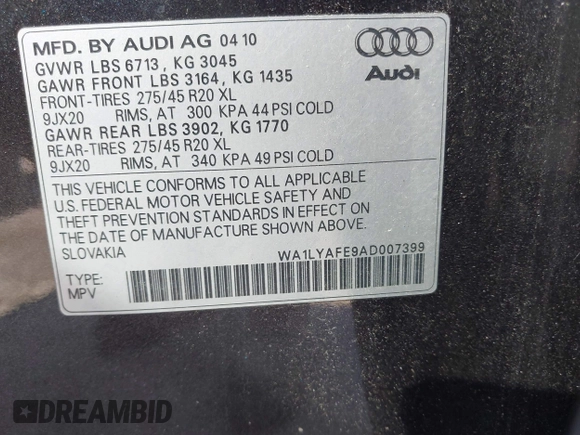 MFD. BY AUDI AG 04 10
GVWR LBS 6713, KG 3045
GAWR FRONT LBS 3164, KG 1435
FRONT-TIRES 275/45 R20 XL
9JX20 RIMS, AT 300 KPA 44 PSI COLD
GAWR REAR LBS 3902, KG 1770
REAR-TIRES 275/45 R20 XL
9JX20 RIMS, AT 340 KPA 49 PSI COLD
Audi
THIS VEHICLE CONFORMS TO ALL APPLICABLE
U.S. FEDERAL MOTOR VEHICLE SAFETY AND
THEFT PREVENTION STANDARDS IN EFFECT ON
THE DATE OF MANUFACTURE SHOWN ABOVE.
SLOVAKIA WA1LYAFE9AD007399
TYPE:
MPV
DREAMBID